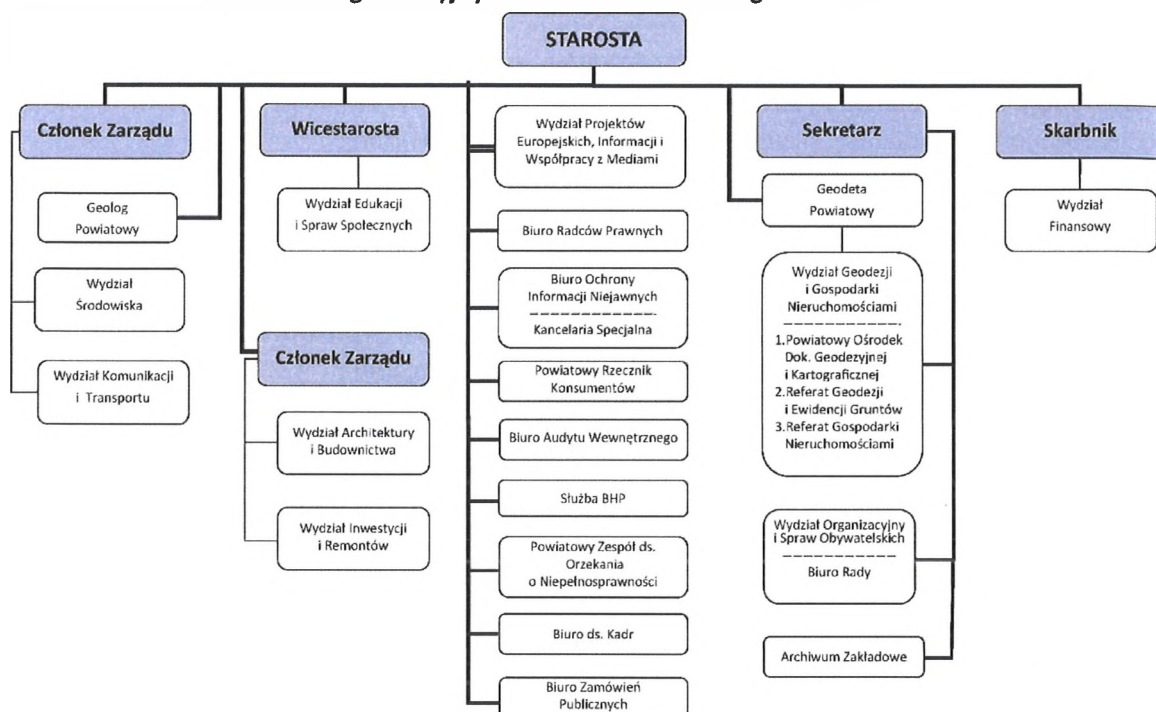 STAROSTA
Członek Zarządu
Geolog
Powiatowy
Wydział
Środowiska
Wydział Komunikacji
i Transportu
Wicestarosta
Wydział Edukacji
i Spraw Społecznych
Członek Zarządu
Wydział Architektury
i Budownictwa
Wydział Inwestycji
i Remontów
Wydział Projektów
Europejskich, Informacji i
Współpracy z Mediami
Biuro Radców Prawnych
Biuro Ochrony
Informacji Niejawnych
Kancelaria Specjalna
Powiatowy Rzecznik
Konsumentów
Biuro Audytu Wewnętrznego
Służba BHP
Powiatowy Zespół ds.
Orzekania
o Niepełnosprawności
Biuro ds. Kadr
Biuro Zamówień
Publicznych
Sekretarz
Geodeta
Powiatowy
Wydział Geodezji
i Gospodarki
Nieruchomościami
1.Powiatowy Ośrodek
Dok. Geodezyjnej
i Kartograficznej
2.Referat Geodezji
i Ewidencji Gruntów
3.Referat Gospodarki
Nieruchomościami
Wydział Organizacyjny
i Spraw Obywatelskich
Biuro Rady
Archiwum Zakładowe
Skarbnik
Wydział
Finansowy